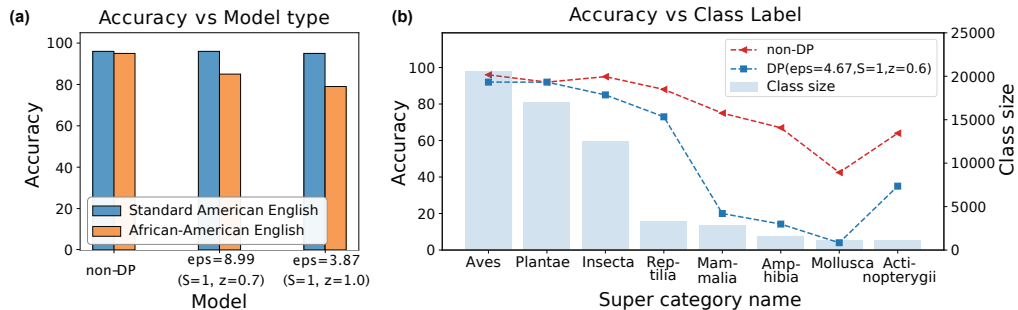 (a)
Accuracy vs Model type
Accuracy
100
80
60
40
20
0
Standard American English
African-American English
non-DP
eps=8.99
(S=1, z=0.7)
eps=3.87
(S=1, z=1.0)
Model
(b)
Accuracy vs Class Label
Accuracy
100
80
60
40
20
0
non-DP
DP(eps=4.67,S=1,z=0.6)
Class size
25000
20000
15000
10000
5000
0
Class size
Aves
Plantae
Insecta
Rep-
tilia
Mam-
malia
Amp-
hibia
Mollusca
Acti-
nopterygii
Super category name